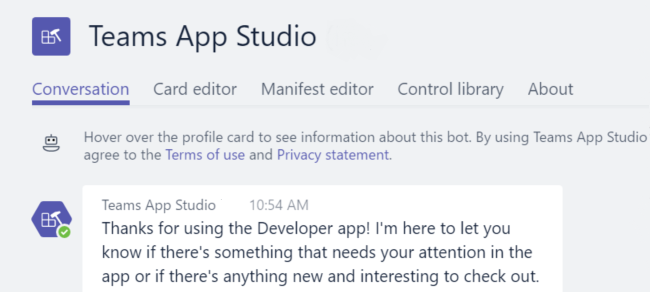 Teams App Studio
Conversation Card editor Manifest editor Control library About
Hover over the profile card to see information about this bot. By using Teams App Studio
agree to the Terms of use and Privacy statement.
Teams App Studio 10:54 AM
Thanks for using the Developer app! I'm here to let you
know if there's something that needs your attention in the
app or if there's anything new and interesting to check out.